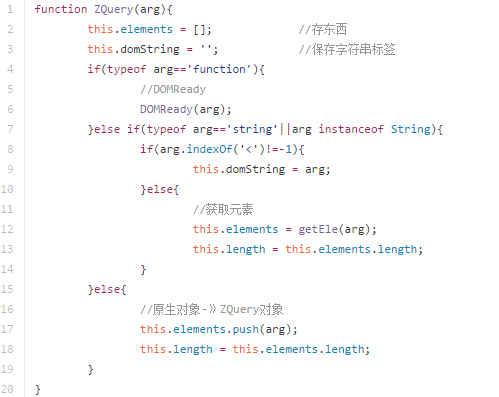 1 function ZQuery(arg){
2 this.elements = []; //存东西
3 this.domString = ''; //保存字符串标签
4 if(typeof arg=='function'){
5 //DOMReady
6 DOMReady(arg);
7 }else if(typeof arg=='string'||arg instanceof String){
8 if(arg.indexOf('<')!=-1){
9 this.domString = arg;
10 }else{
11 //获取元素
12 this.elements = getEle(arg);
13 this.length = this.elements.length;
14 }
15 }else{
16 //原生对象-》ZQuery对象
17 this.elements.push(arg);
18 this.length = this.elements.length;
19 }
20 }